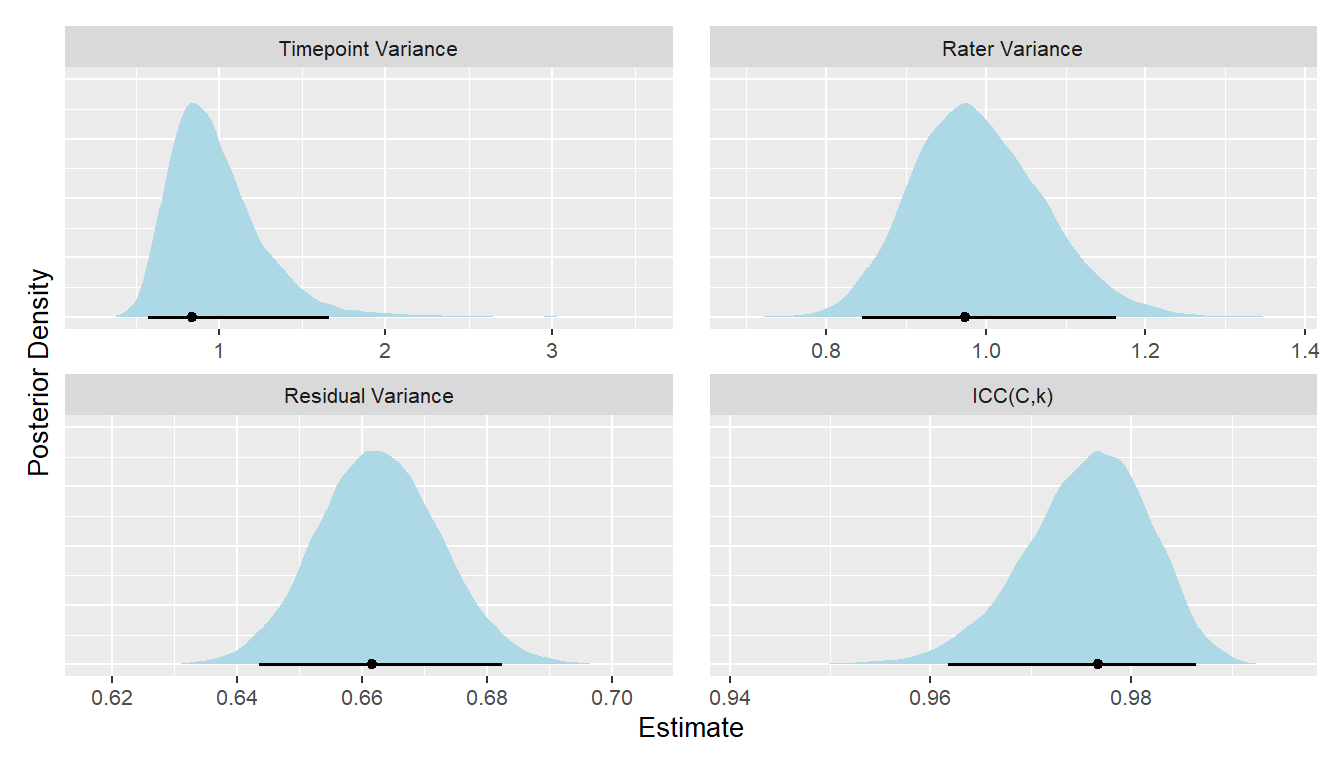 Timepoint Variance
Rater Variance
1 2 3
0.8 1.0 1.2 1.4
Posterior Density
Residual Variance
ICC(C,k)
0.62 0.64 0.66 0.68 0.70
0.94 0.96 0.98
Estimate